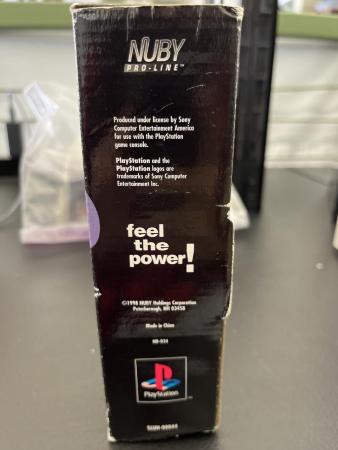 NUBY
PRO-LINE™
Produced under license by Sony
Computer Entertainment America
for use with the PlayStation
game console.
PlayStation and the
PlayStation logos are
trademarks of Sony Computer
Entertainment Inc.
feel
the
power!
©1998 NUBY Holdings Corporation
Peterborough, NH 03458
Made in China
PlayStation